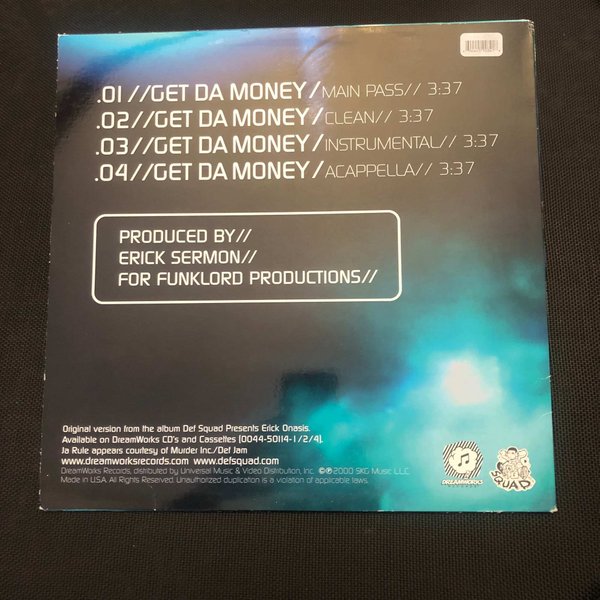 .01//GET DA MONEY/MAIN PASS// 3:37
.02//GET DA MONEY/CLEAN// 3:37
.03//GET DA MONEY/INSTRUMENTAL// 3:37
.04//GET DA MONEY/ACAPPELLA// 3:37
PRODUCED BY//
ERICK SERMON//
FOR FUNKLORD PRODUCTIONS//
Original version from the album Def Squad Presents Erick Onasis.
Available on DreamWorks CD's and Cassettes (0044-50114-1/2/4).
Ja Rule appears courtesy of Murder Inc./Def Jam
www.dreamworksrecords.com www.defsquad.com
DreamWorks Records, distributed by Universal Music & Video Distribution, Inc. ©℗2000 SKG Music L.L.C.
Made in U.S.A. All Rights Reserved. Unauthorized duplication is a violation of applicable laws.
DREAMWORKS
SQUAD